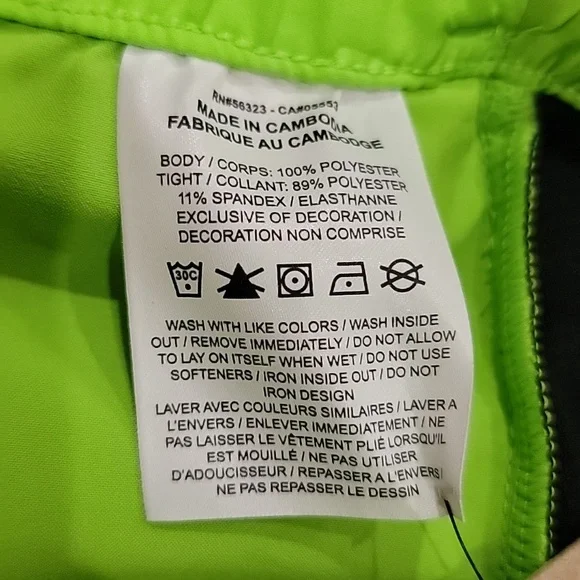 RN#56323 - CA#05553
MADE IN CAMBODIA
FABRIQUE AU CAMBODGE
BODY / CORPS: 100% POLYESTER
TIGHT / COLLANT: 89% POLYESTER
11% SPANDEX / ELASTHANNE
EXCLUSIVE OF DECORATION /
DECORATION NON COMPRISE
30C
WASH WITH LIKE COLORS / WASH INSIDE
OUT / REMOVE IMMEDIATELY / DO NOT ALLOW
TO LAY ON ITSELF WHEN WET / DO NOT USE
SOFTENERS / IRON INSIDE OUT / DO NOT
IRON DESIGN
LAVER AVEC COULEURS SIMILAIRES / LAVER A
L'ENVERS / ENLEVER IMMEDIATEMENT / NE
PAS LAISSER LE VÊTEMENT PLIÉ LORSQU'IL
EST MOUILLÉ / NE PAS UTILISER
D'ADOUCISSEUR / REPASSER A L'ENVERS/
NE PAS REPASSER LE DESSIN